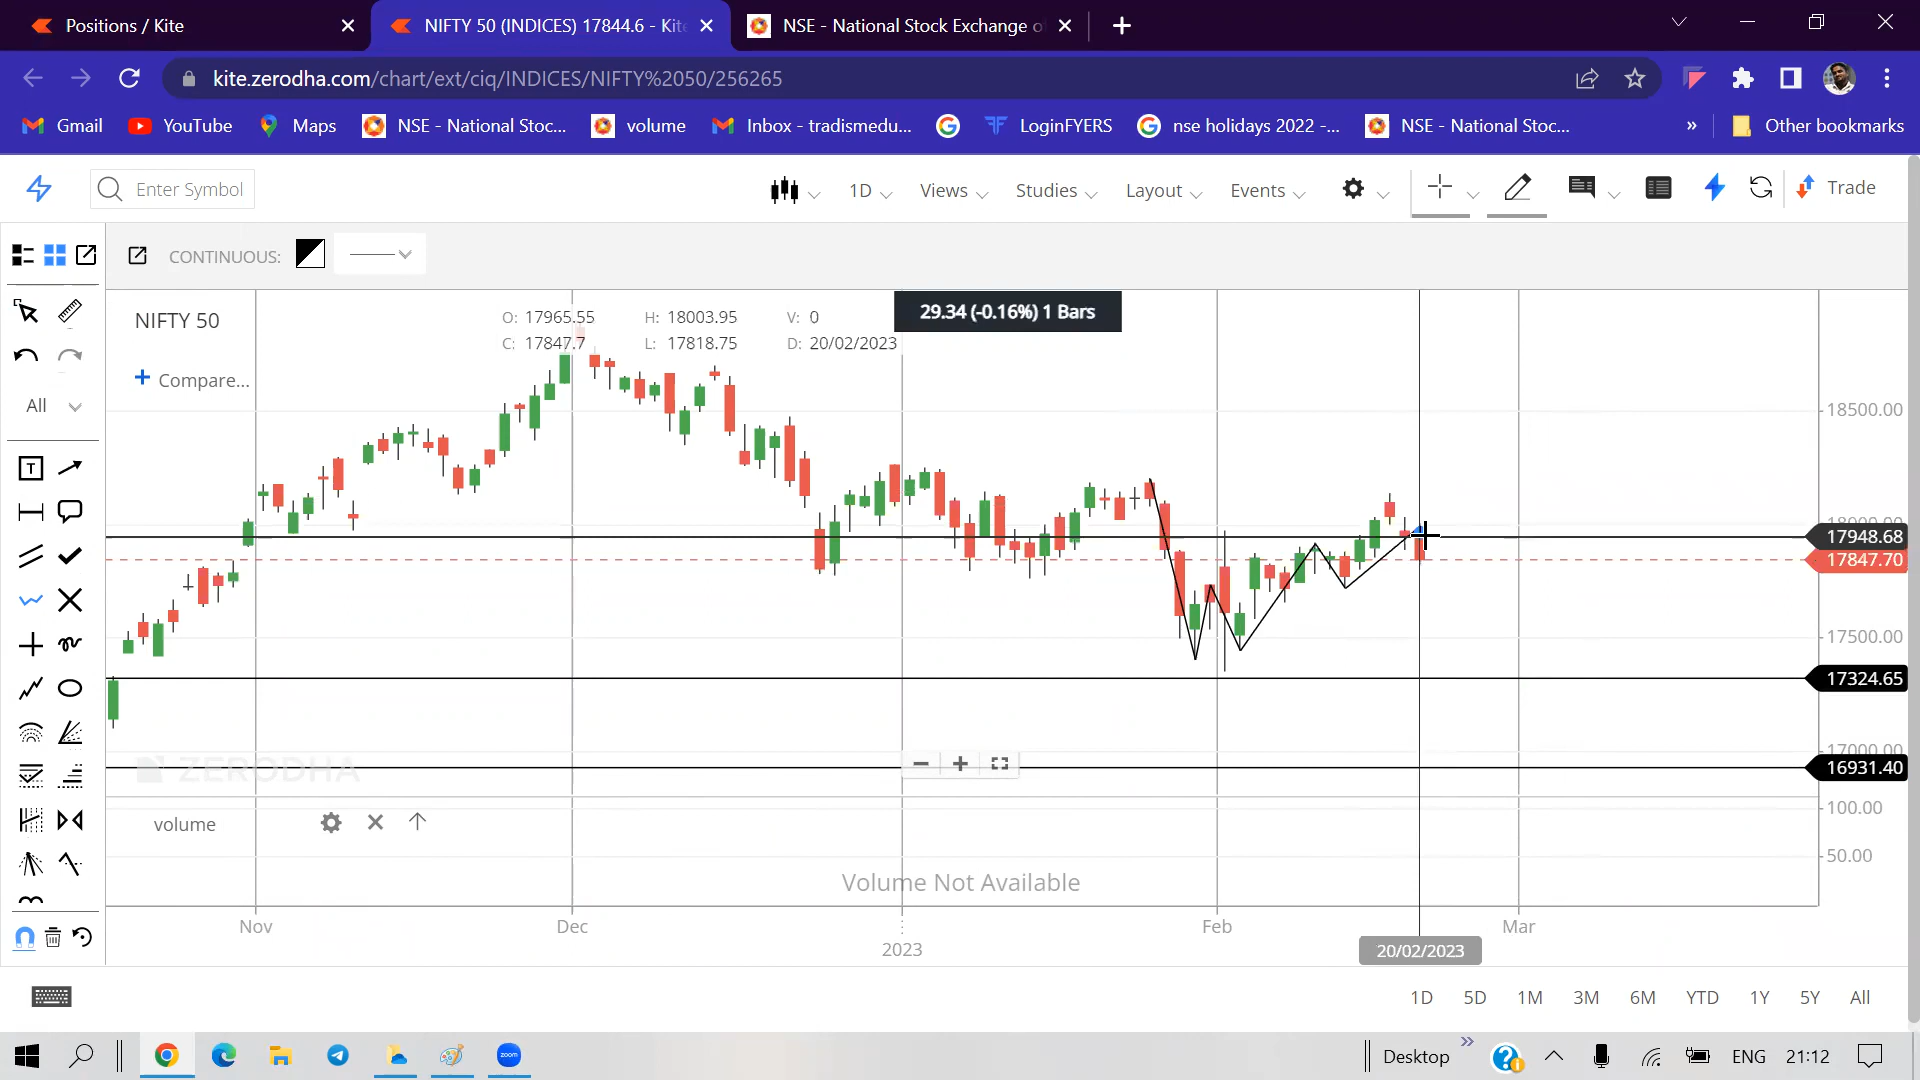 Positions / Kite
NIFTY 50 (INDICES) 17844.6 - Kite
NSE - National Stock Exchange o
kite.zerodha.com/chart/ext/ciq/INDICES/NIFTY%2050/256265
Gmail
YouTube
Maps
NSE - National Stoc...
volume
Inbox - tradismedu...
LoginFYERS
nse holidays 2022 -...
NSE - National Stoc...
»
Other bookmarks
Enter Symbol
1D
Views
Studies
Layout
Events
Trade
CONTINUOUS:
NIFTY 50
O: 17965.55 H: 18003.95 V: 0
C: 17847.7 L: 17818.75 D: 20/02/2023
29.34 (-0.16%) 1 Bars
Compare...
All
T
18500.00
18000.00
17948.68
17847.70
17500.00
17324.65
17000.00
16931.40
ZERODHA
100.00
volume
50.00
Volume Not Available
Nov
Dec
2023
Feb
Mar
20/02/2023
1D 5D 1M 3M 6M YTD 1Y 5Y All
zoom
Desktop
»
ENG
21:12